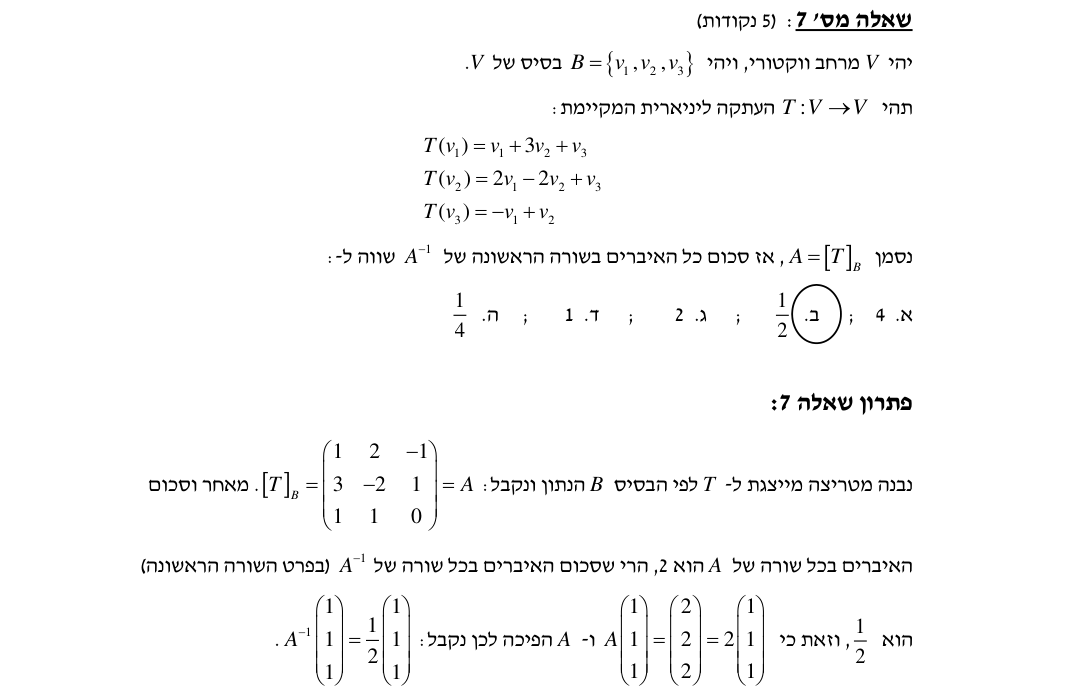 שאלה מס׳ 7 : (5 נקודות)
יהי V מרחב ווקטורי, ויהי B = {v₁ , v₂ , v₃} בסיס של V.
תהי T : V → V העתקה ליניארית המקיימת :
T(v₁) = v₁ + 3v₂ + v₃
T(v₂) = 2v₁ − 2v₂ + v₃
T(v₃) = −v₁ + v₂
נסמן A = [T]_B , אז סכום כל האיברים בשורה הראשונה של A⁻¹ שווה ל- :
א. 4 ; ב. 1/2 ; ג. 2 ; ד. 1 ; ה. 1/4
פתרון שאלה 7:
נבנה מטריצה מייצגת ל- T לפי הבסיס B הנתון ונקבל : [T]_B = (1 2 −1; 3 −2 1; 1 1 0) = A . מאחר וסכום
האיברים בכל שורה של A הוא 2, הרי שסכום האיברים בכל שורה של A⁻¹ (בפרט השורה הראשונה)
הוא 1/2 , וזאת כי A(1; 1; 1) = (2; 2; 2) = 2(1; 1; 1) ו- A הפיכה לכן נקבל : A⁻¹(1; 1; 1) = 1/2(1; 1; 1) .